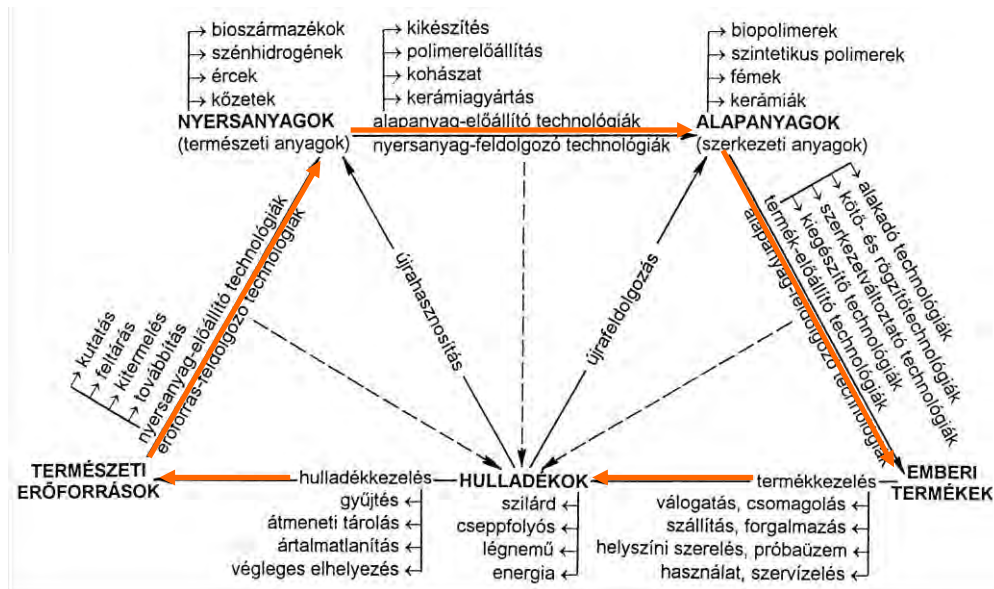 bioszármazékok
szénhidrogének
ércek
kőzetek
NYERSANYAGOK
(természeti anyagok)
kikészítés
polimerelőállítás
kohászat
kerámiagyártás
alapanyag-előállító technológiák
nyersanyag-feldolgozó technológiák
biopolimerek
szintetikus polimerek
fémek
kerámiák
ALAPANYAGOK
(szerkezeti anyagok)
kutatás
feltárás
kitermelés
továbbítás
nyersanyag-előállító technológiák
erőforrás-feldolgozó technológiák
újrahasznosítás
újrafeldolgozás
alakadó technológiák
kötő- és rögzítőtechnológiák
szerkezetváltoztató technológiák
kiegészítő technológiák
termék-előállító technológiák
alapanyag-feldolgozó technológiák
TERMÉSZETI
ERŐFORRÁSOK
hulladékkezelés
gyűjtés
átmeneti tárolás
ártalmatlanítás
végleges elhelyezés
HULLADÉKOK
szilárd
cseppfolyós
légnemű
energia
termékkezelés
válogatás, csomagolás
szállítás, forgalmazás
helyszíni szerelés, próbaüzem
használat, szervízelés
EMBERI
TERMÉKEK